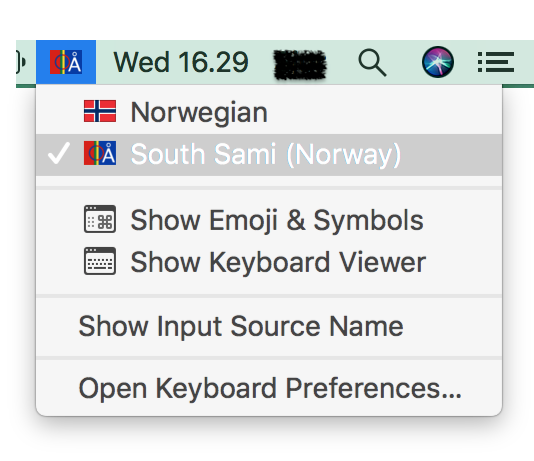 Å Wed 16.29
Norwegian
Å South Sami (Norway)
Show Emoji & Symbols
Show Keyboard Viewer
Show Input Source Name
Open Keyboard Preferences...